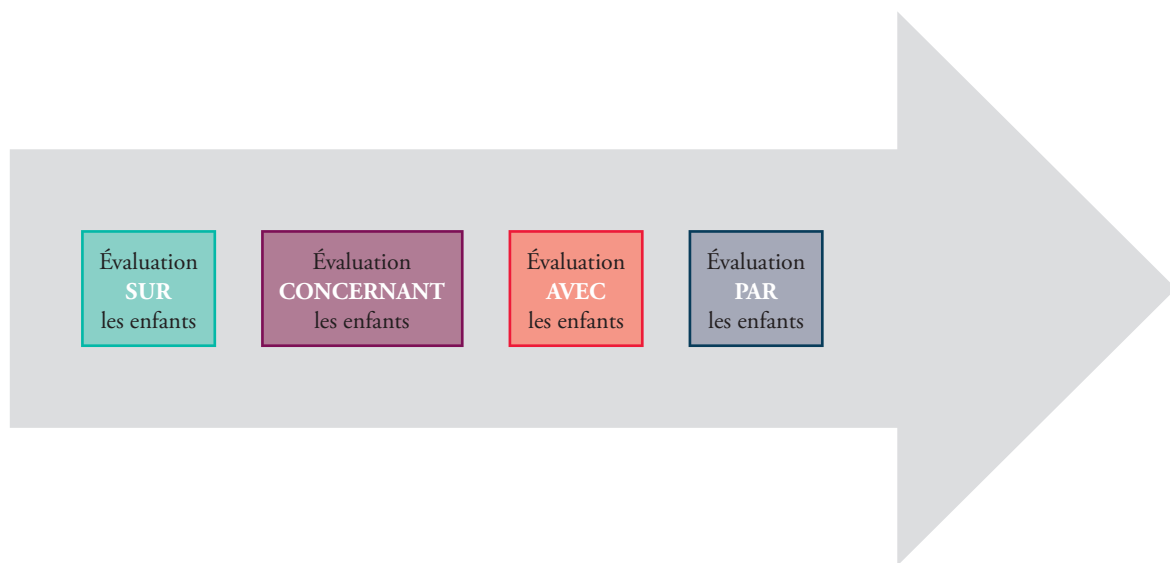 Évaluation
SUR
les enfants
Évaluation
CONCERNANT
les enfants
Évaluation
AVEC
les enfants
Évaluation
PAR
les enfants